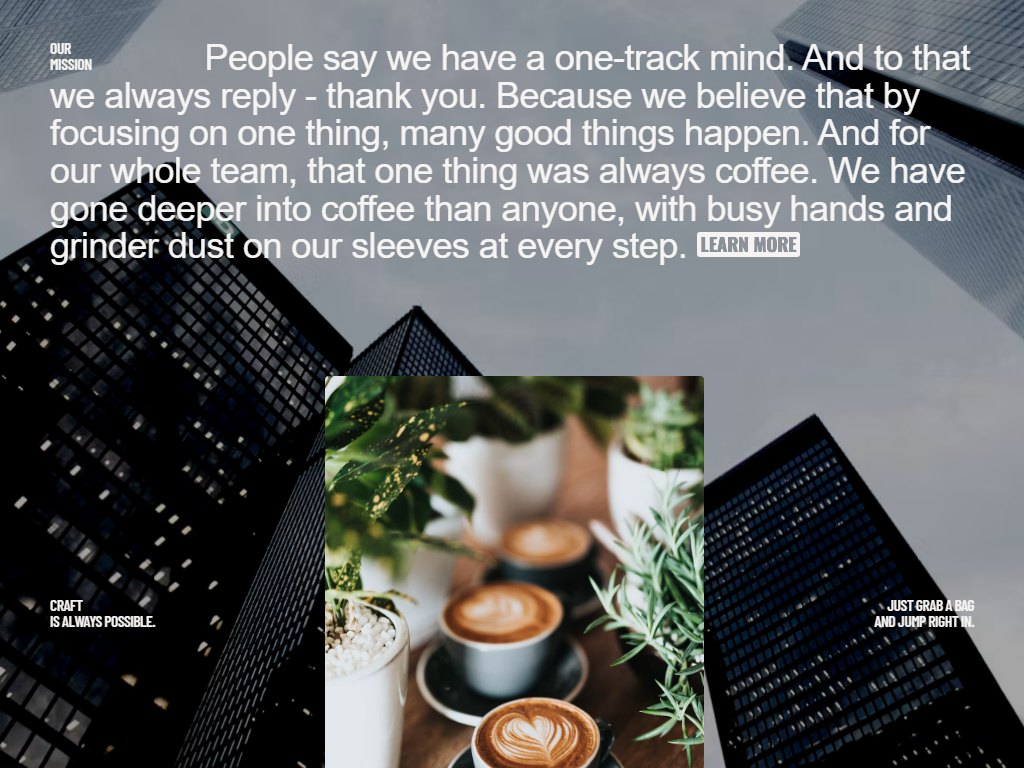 OUR
MISSION
People say we have a one-track mind. And to that
we always reply - thank you. Because we believe that by
focusing on one thing, many good things happen. And for
our whole team, that one thing was always coffee. We have
gone deeper into coffee than anyone, with busy hands and
grinder dust on our sleeves at every step. LEARN MORE
CRAFT
IS ALWAYS POSSIBLE.
JUST GRAB A BAG
AND JUMP RIGHT IN.